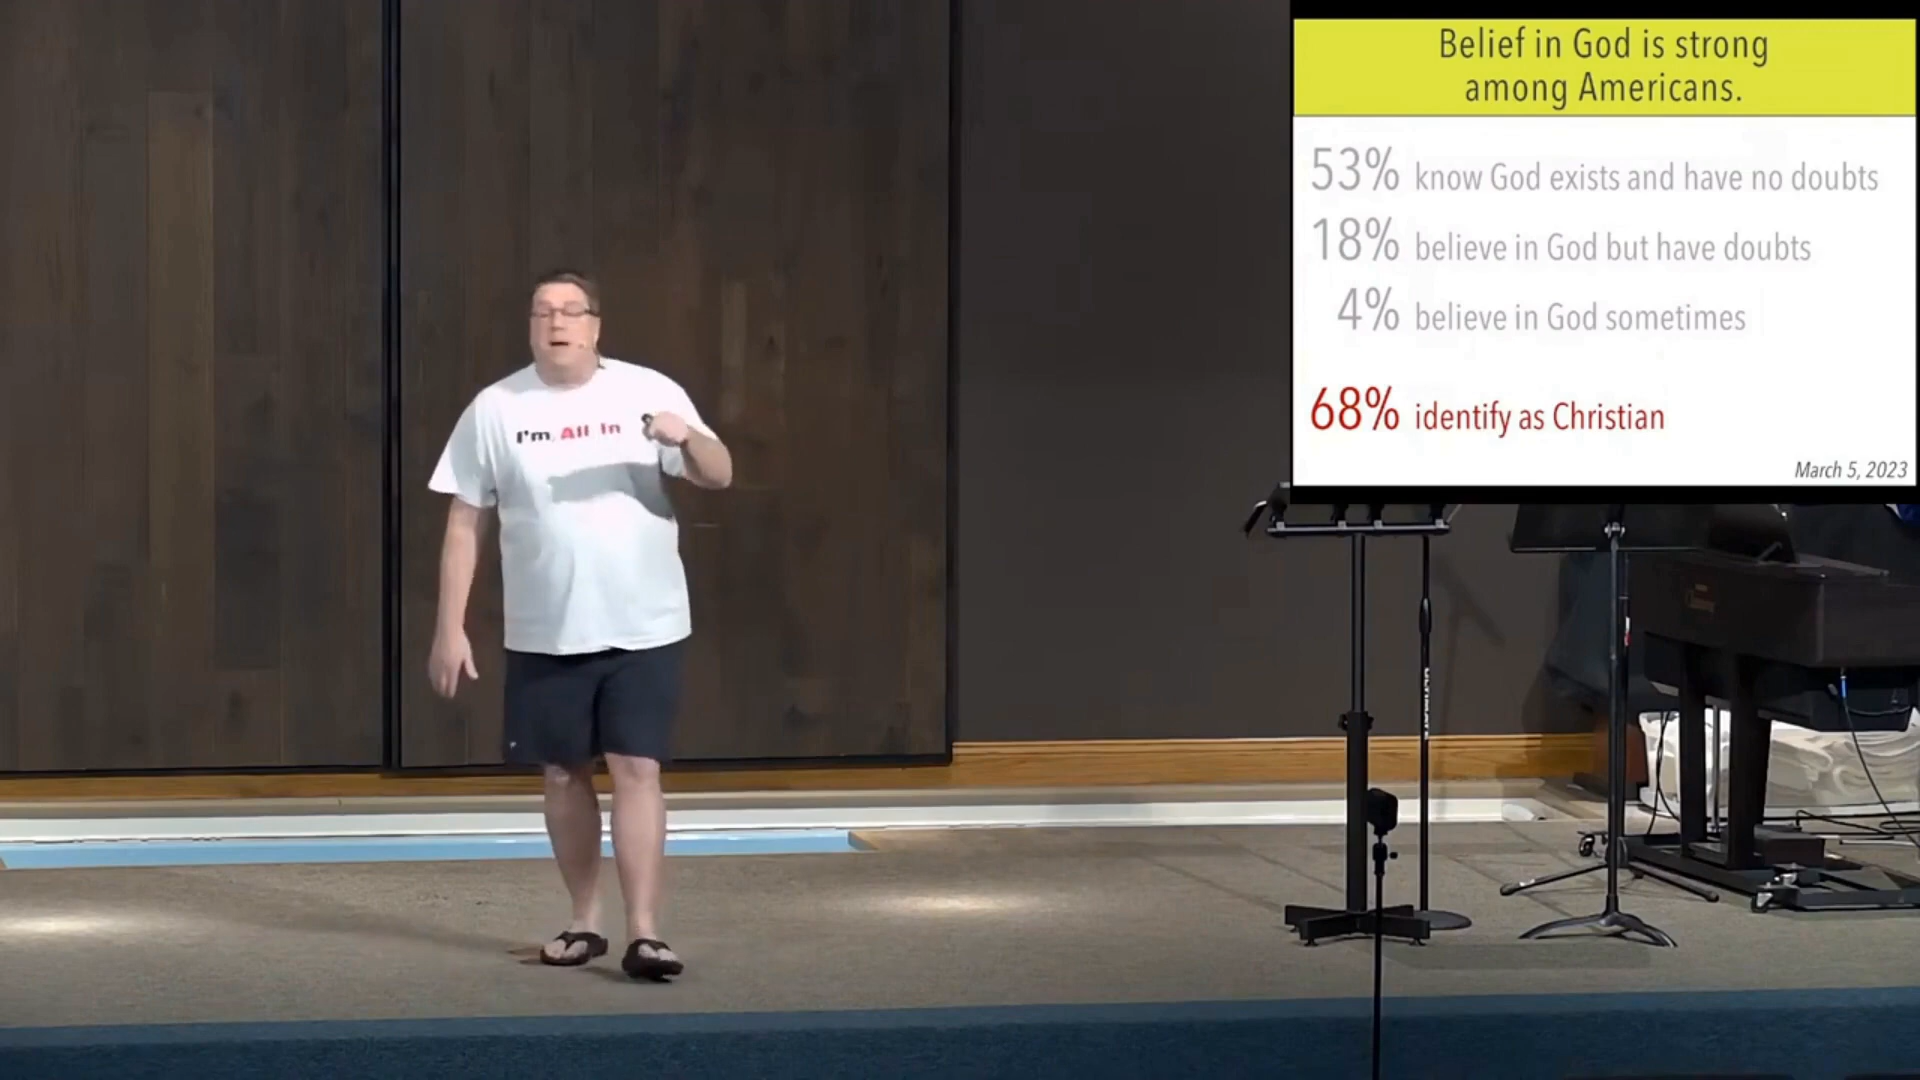 Belief in God is strong
among Americans.
53% know God exists and have no doubts
18% believe in God but have doubts
4% believe in God sometimes
68% identify as Christian
March 5, 2023
I'm All In